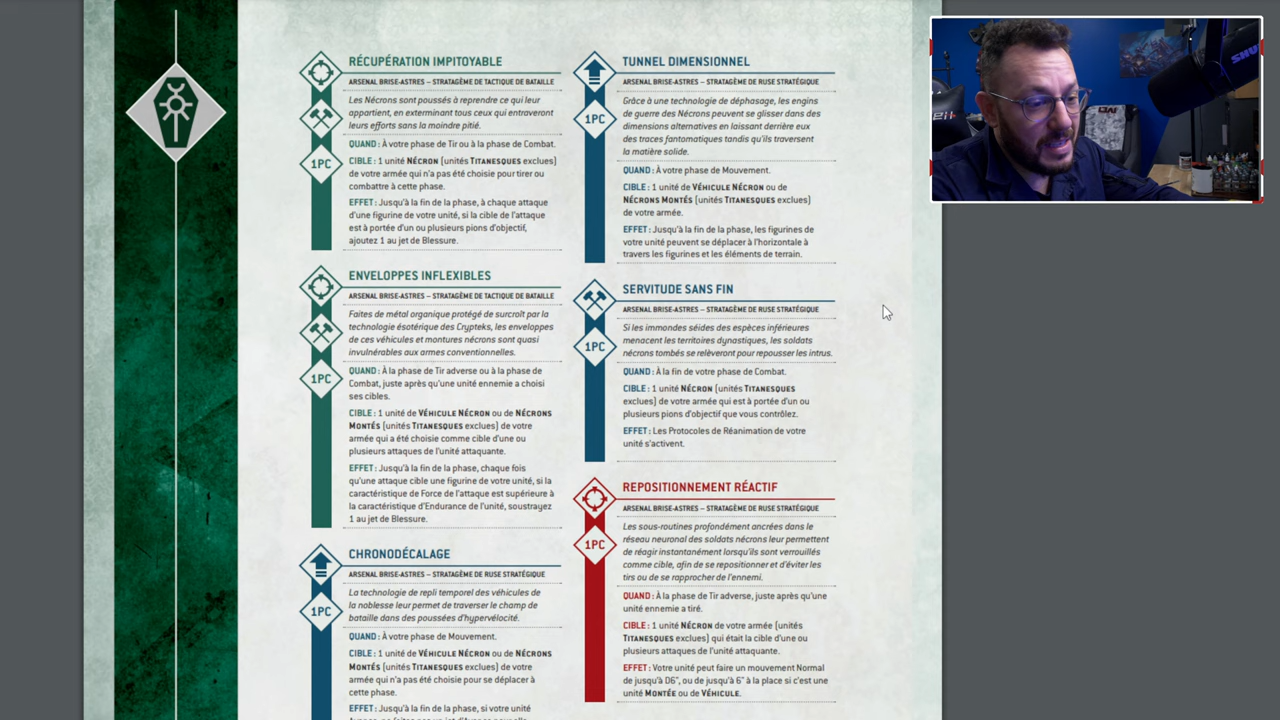 RÉCUPÉRATION IMPITOYABLE
ARSENAL BRISE-ASTRES – STRATAGÈME DE TACTIQUE DE BATAILLE
Les Nécrons sont poussés à reprendre ce qui leur
appartient, en exterminant tous ceux qui entraveront
leurs efforts sans la moindre pitié.
QUAND : À votre phase de Tir ou à la phase de Combat.
1PC
CIBLE : 1 unité NÉCRON (unités TITANESQUES exclues)
de votre armée qui n'a pas été choisie pour tirer ou
combattre à cette phase.
EFFET : Jusqu'à la fin de la phase, à chaque attaque
d'une figurine de votre unité, si la cible de l'attaque
est à portée d'un ou plusieurs pions d'objectif,
ajoutez 1 au jet de Blessure.
ENVELOPPES INFLEXIBLES
ARSENAL BRISE-ASTRES – STRATAGÈME DE TACTIQUE DE BATAILLE
Faites de métal organique protégé de surcroît par la
technologie ésotérique des Crypteks, les enveloppes
de ces véhicules et montures nécrons sont quasi
invulnérables aux armes conventionnelles.
1PC
QUAND : À la phase de Tir adverse ou à la phase de
Combat, juste après qu'une unité ennemie a choisi
ses cibles.
CIBLE : 1 unité de VÉHICULE NÉCRON ou de NÉCRONS
MONTÉS (unités TITANESQUES exclues) de votre
armée qui a été choisie comme cible d'une ou
plusieurs attaques de l'unité attaquante.
EFFET : Jusqu'à la fin de la phase, chaque fois
qu'une attaque cible une figurine de votre unité, si la
caractéristique de Force de l'attaque est supérieure à
la caractéristique d'Endurance de l'unité, soustrayez
1 au jet de Blessure.
CHRONODÉCALAGE
ARSENAL BRISE-ASTRES – STRATAGÈME DE RUSE STRATÉGIQUE
La technologie de repli temporel des véhicules de
la noblesse leur permet de traverser le champ de
bataille dans des poussées d'hypervélocité.
1PC
QUAND : À votre phase de Mouvement.
CIBLE : 1 unité de VÉHICULE NÉCRON ou de NÉCRONS
MONTÉS (unités TITANESQUES exclues) de votre
armée qui n'a pas été choisie pour se déplacer à
cette phase.
EFFET : Jusqu'à la fin de la phase, si votre unité
TUNNEL DIMENSIONNEL
ARSENAL BRISE-ASTRES – STRATAGÈME DE RUSE STRATÉGIQUE
Grâce à une technologie de déphasage, les engins
de guerre des Nécrons peuvent se glisser dans des
1PC
dimensions alternatives en laissant derrière eux
des traces fantomatiques tandis qu'ils traversent
la matière solide.
QUAND : À votre phase de Mouvement.
CIBLE : 1 unité de VÉHICULE NÉCRON ou de
NÉCRONS MONTÉS (unités TITANESQUES exclues)
de votre armée.
EFFET : Jusqu'à la fin de la phase, les figurines de
votre unité peuvent se déplacer à l'horizontale à
travers les figurines et les éléments de terrain.
SERVITUDE SANS FIN
ARSENAL BRISE-ASTRES – STRATAGÈME DE RUSE STRATÉGIQUE
Si les immondes séides des espèces inférieures
menacent les territoires dynastiques, les soldats
1PC
nécrons tombés se relèveront pour repousser les intrus.
QUAND : À la fin de votre phase de Combat.
CIBLE : 1 unité NÉCRON (unités TITANESQUES
exclues) de votre armée qui est à portée d'un ou
plusieurs pions d'objectif que vous contrôlez.
EFFET : Les Protocoles de Réanimation de votre
unité s'activent.
REPOSITIONNEMENT RÉACTIF
ARSENAL BRISE-ASTRES – STRATAGÈME DE RUSE STRATÉGIQUE
Les sous-routines profondément ancrées dans le
réseau neuronal des soldats nécrons leur permettent
1PC
de réagir instantanément lorsqu'ils sont verrouillés
comme cible, afin de se repositionner et d'éviter les
tirs ou de se rapprocher de l'ennemi.
QUAND : À la phase de Tir adverse, juste après qu'une
unité ennemie a tiré.
CIBLE : 1 unité NÉCRON de votre armée (unités
TITANESQUES exclues) qui était la cible d'une ou
plusieurs attaques de l'unité attaquante.
EFFET : Votre unité peut faire un mouvement Normal
de jusqu'à D6", ou de jusqu'à 6" à la place si c'est une
unité MONTÉE ou de VÉHICULE.